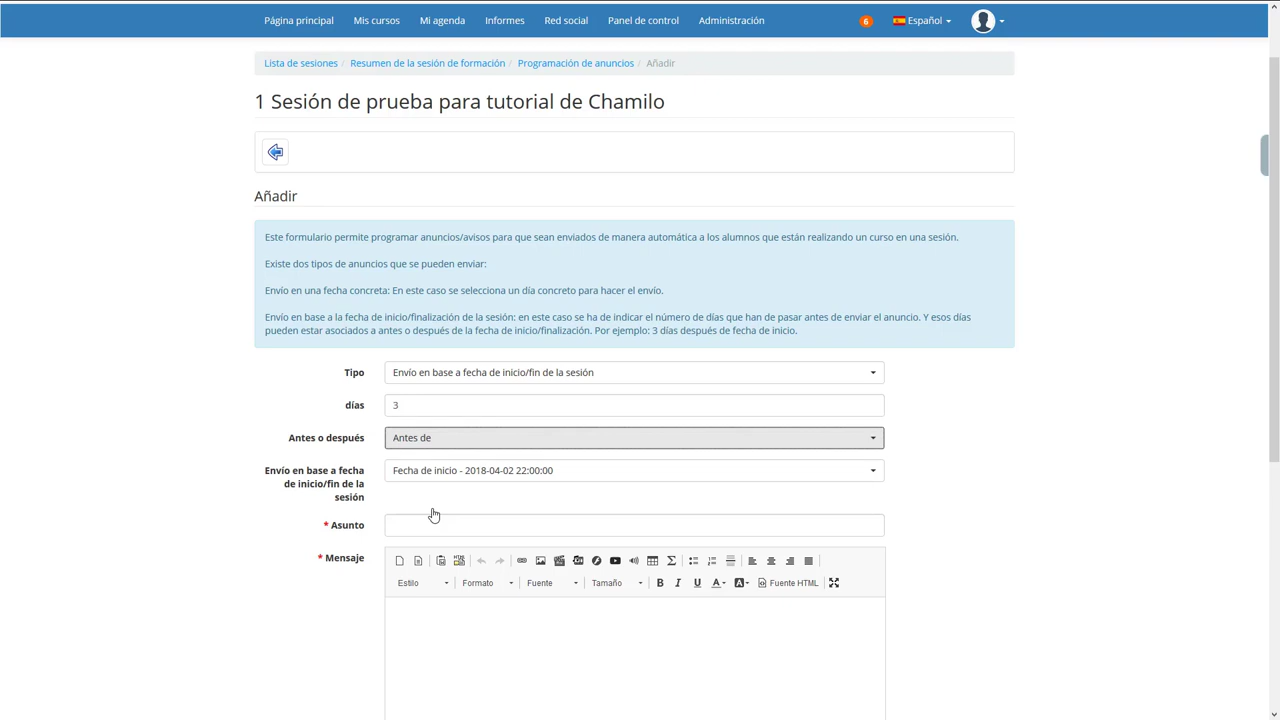 Página principal Mis cursos Mi agenda Informes Red social Panel de control Administración 6 Español
Lista de sesiones / Resumen de la sesión de formación / Programación de anuncios / Añadir
1 Sesión de prueba para tutorial de Chamilo
Añadir
Este formulario permite programar anuncios/avisos para que sean enviados de manera automática a los alumnos que están realizando un curso en una sesión.
Existe dos tipos de anuncios que se pueden enviar:
Envío en una fecha concreta: En este caso se selecciona un día concreto para hacer el envío.
Envío en base a la fecha de inicio/finalización de la sesión: en este caso se ha de indicar el número de días que han de pasar antes de enviar el anuncio. Y esos días
pueden estar asociados a antes o después de la fecha de inicio/finalización. Por ejemplo: 3 días después de fecha de inicio.
Tipo Envío en base a fecha de inicio/fin de la sesión
días 3
Antes o después Antes de
Envío en base a fecha Fecha de inicio - 2018-04-02 22:00:00
de inicio/fin de la
sesión
* Asunto
* Mensaje
Estilo Formato Fuente Tamaño B I U A A Fuente HTML